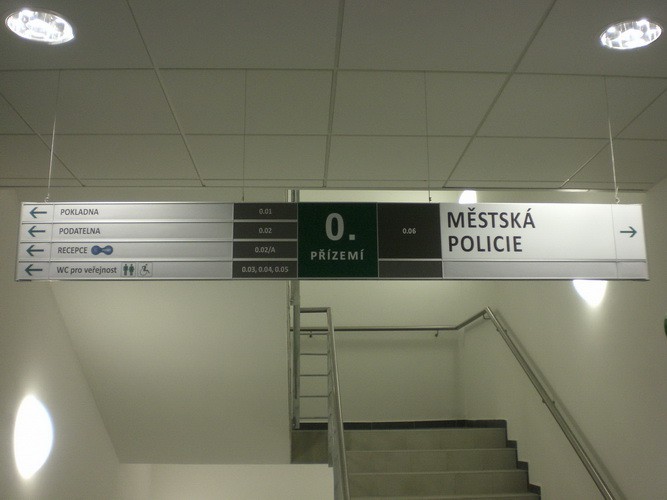 POKLADNA 0.01
PODATELNA 0.02
RECEPCE 0.02/A
WC pro veřejnost 0.03, 0.04, 0.05
0.
PŘÍZEMÍ
0.06
MĚSTSKÁ
POLICIE